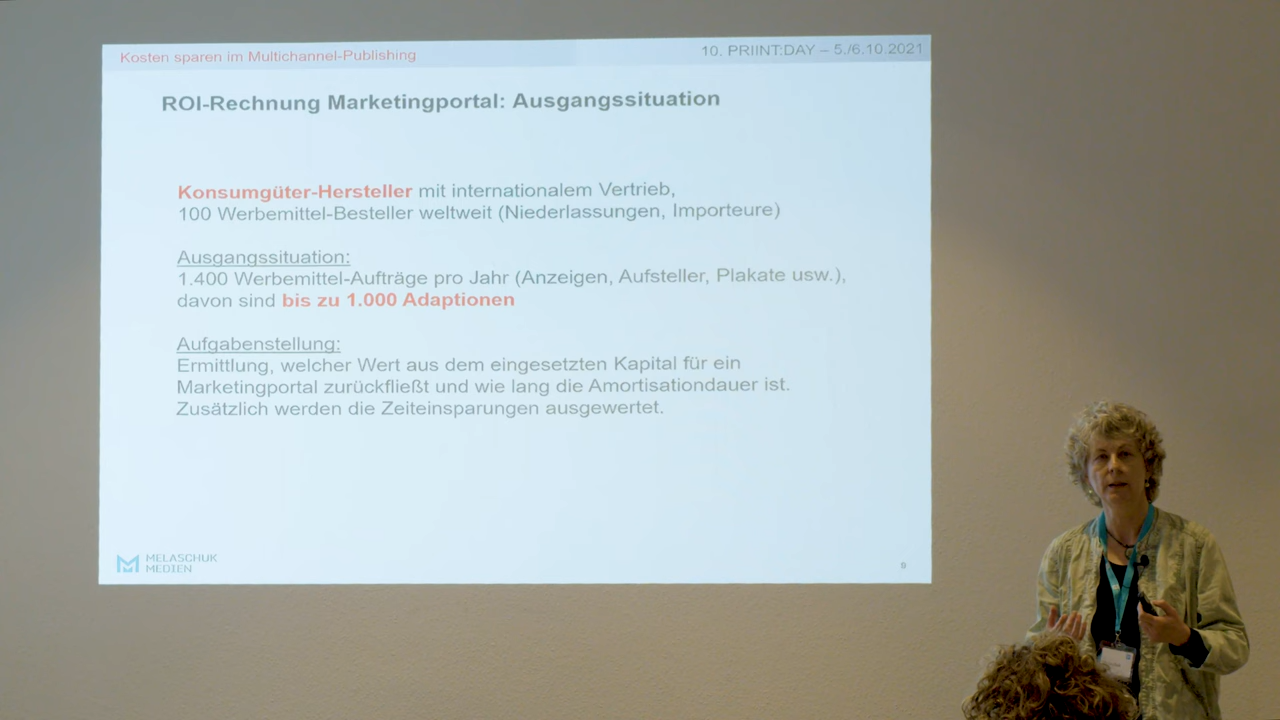 Kosten sparen im Multichannel-Publishing
10. PRIINT:DAY – 5./6.10.2021
ROI-Rechnung Marketingportal: Ausgangssituation
Konsumgüter-Hersteller mit internationalem Vertrieb,
100 Werbemittel-Besteller weltweit (Niederlassungen, Importeure)
Ausgangssituation:
1.400 Werbemittel-Aufträge pro Jahr (Anzeigen, Aufsteller, Plakate usw.),
davon sind bis zu 1.000 Adaptionen
Aufgabenstellung:
Ermittlung, welcher Wert aus dem eingesetzten Kapital für ein
Marketingportal zurückfließt und wie lang die Amortisationdauer ist.
Zusätzlich werden die Zeiteinsparungen ausgewertet.
MELASCHUK
MEDIEN